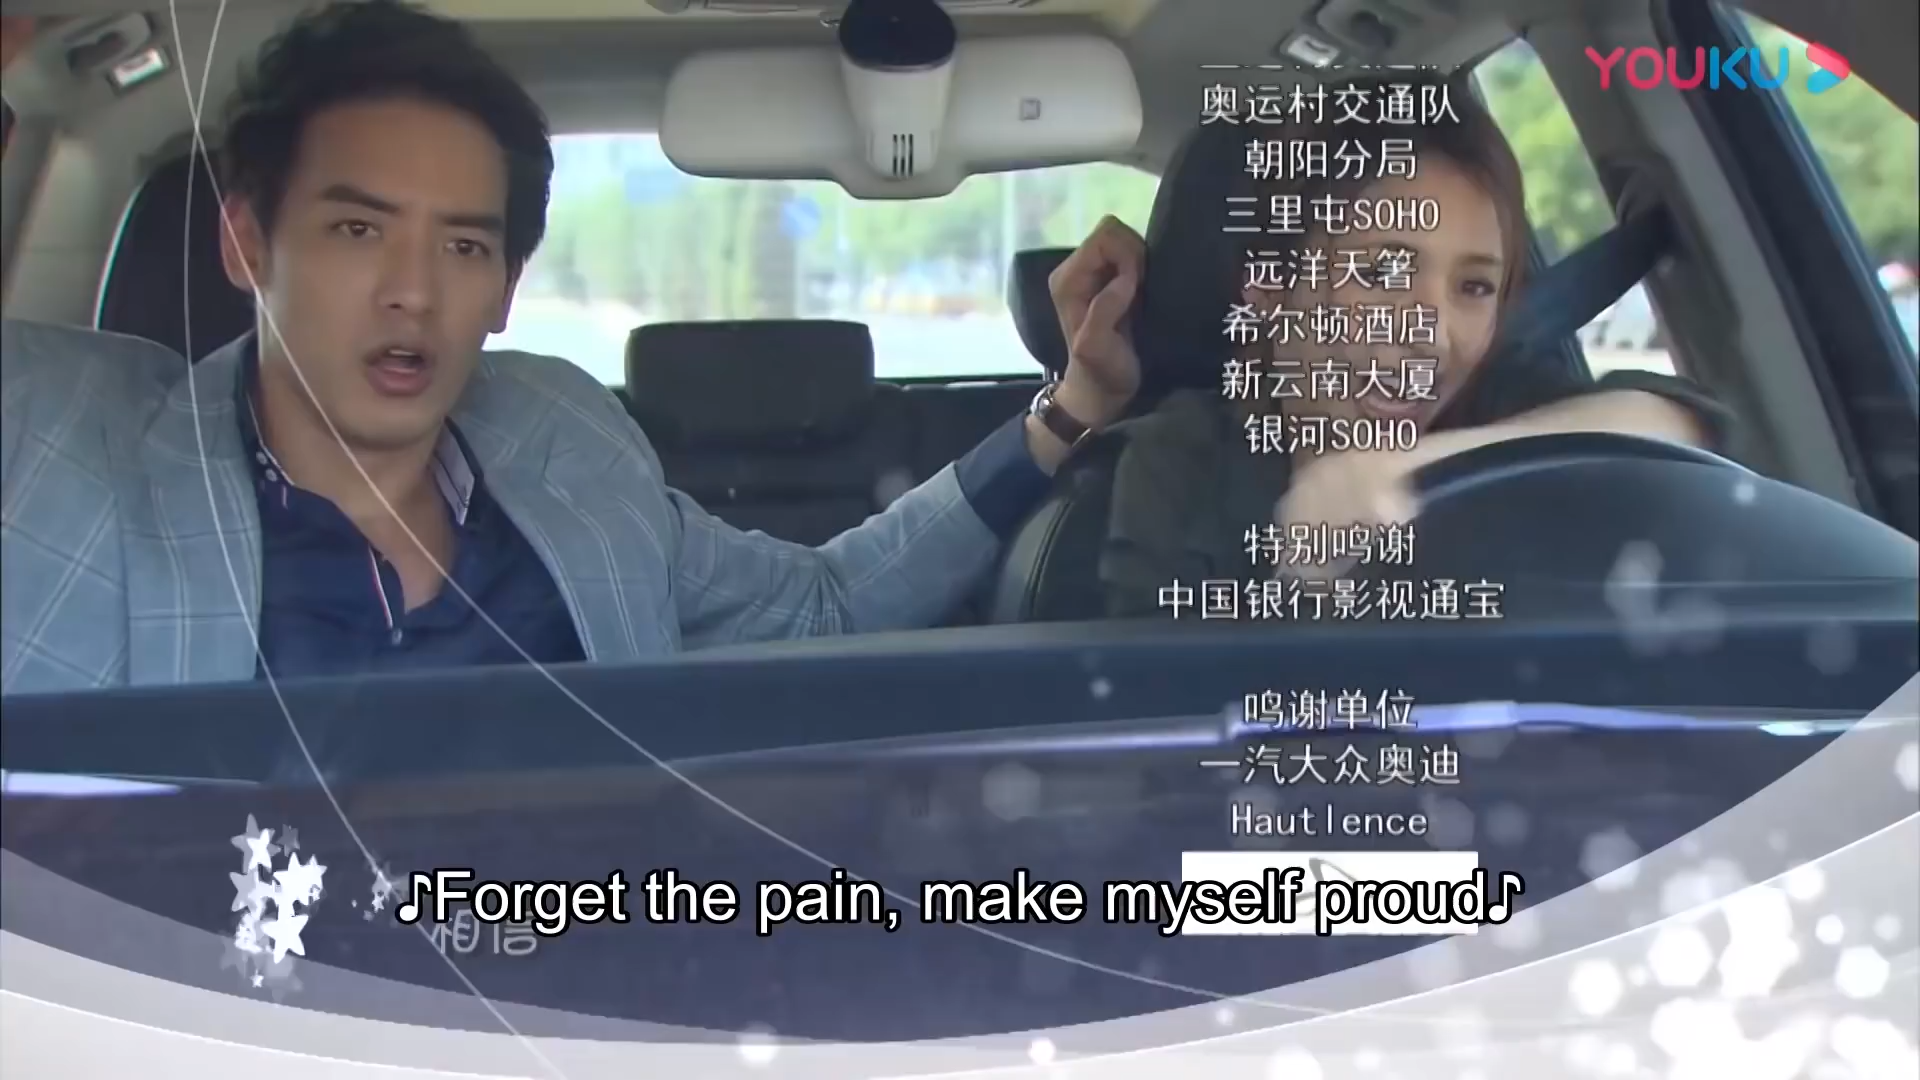 YOUKU
奥运村交通队
朝阳分局
三里屯SOHO
远洋天箸
希尔顿酒店
新云南大厦
银河SOHO
特别鸣谢
中国银行影视通宝
鸣谢单位
一汽大众奥迪
Hautlence
♪Forget the pain, make myself proud♪
相信